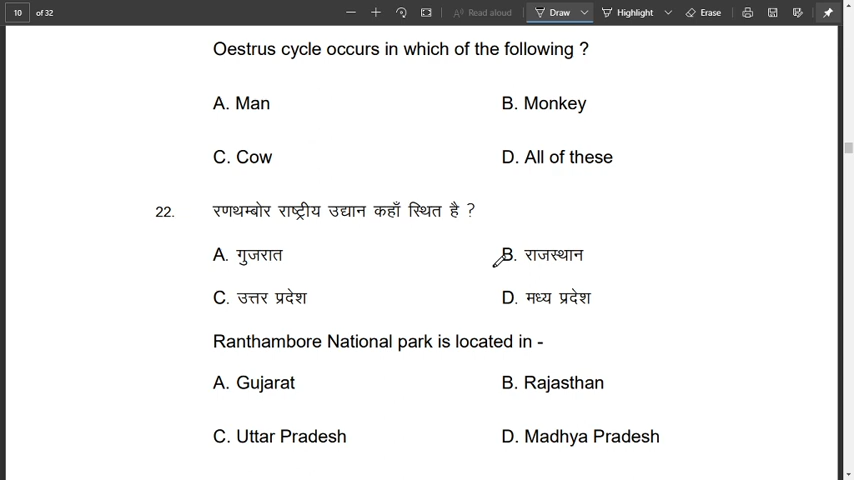 10 of 32 Read aloud Draw Highlight Erase
Oestrus cycle occurs in which of the following ?
A. Man B. Monkey
C. Cow D. All of these
22. रणथम्बोर राष्ट्रीय उद्यान कहाँ स्थित है ?
A. गुजरात B. राजस्थान
C. उत्तर प्रदेश D. मध्य प्रदेश
Ranthambore National park is located in -
A. Gujarat B. Rajasthan
C. Uttar Pradesh D. Madhya Pradesh